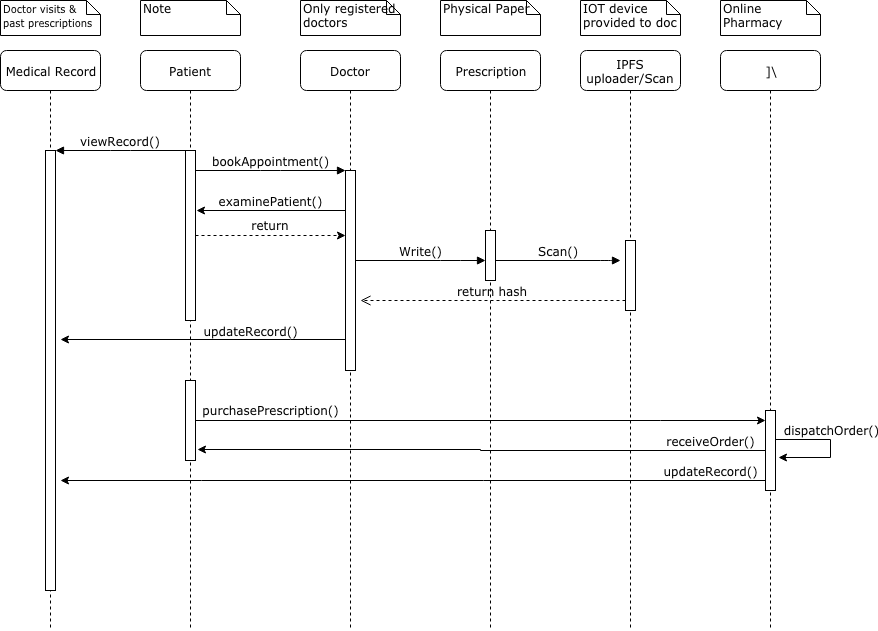 Doctor visits &
past prescriptions
Note
Only registered
doctors
Physical Paper
IOT device
provided to doc
Online
Pharmacy
Medical Record
Patient
Doctor
Prescription
IPFS
uploader/Scan
]\
viewRecord()
bookAppointment()
examinePatient()
return
Write()
Scan()
return hash
updateRecord()
purchasePrescription()
dispatchOrder()
receiveOrder()
updateRecord()